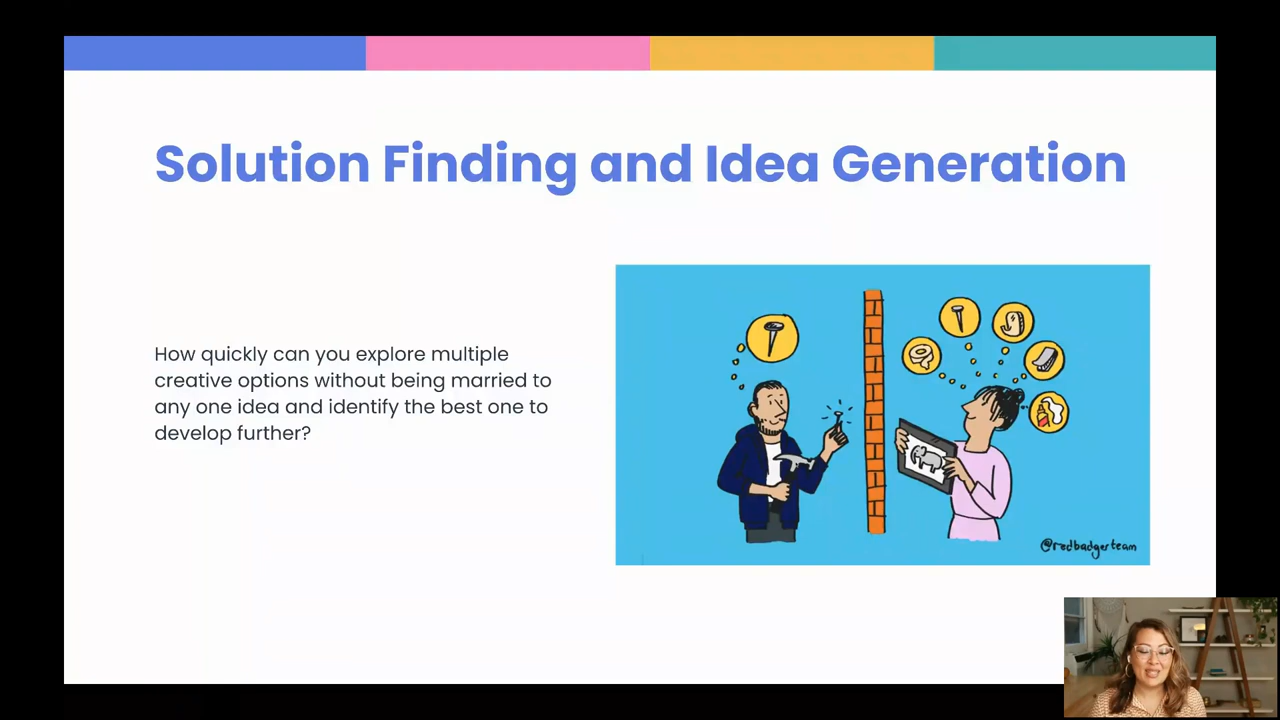 Solution Finding and Idea Generation
How quickly can you explore multiple
creative options without being married to
any one idea and identify the best one to
develop further?
@redbadgerteam